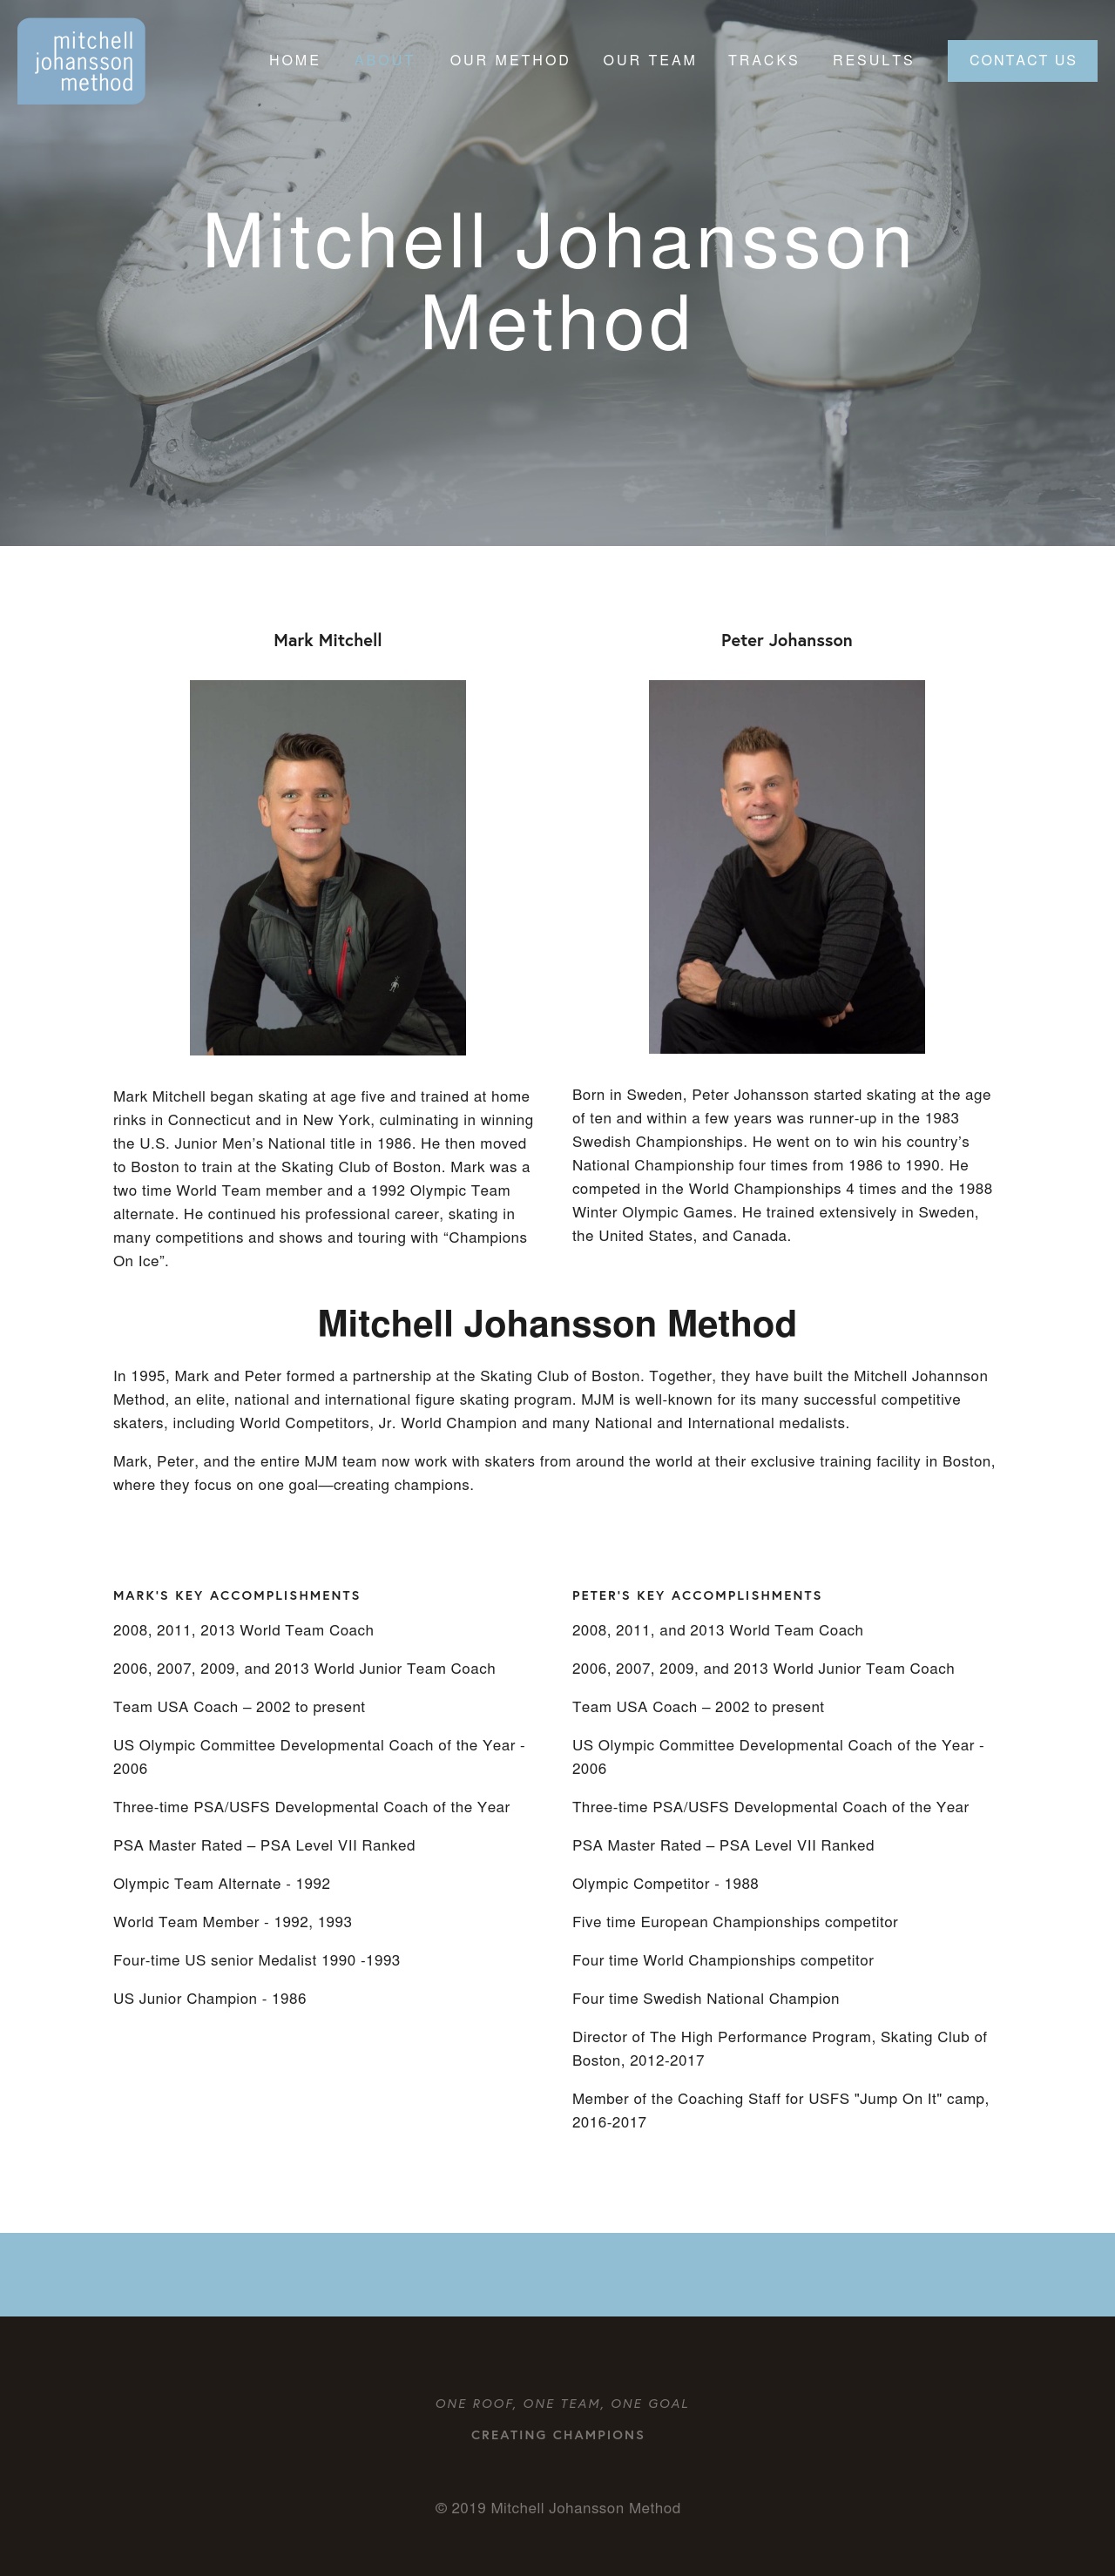 mitchell
johansson
method
HOME
ABOUT
OUR METHOD
OUR TEAM
TRACKS
RESULTS
CONTACT US
Mitchell Johansson
Method
Mark Mitchell
Mark Mitchell began skating at age five and trained at home
rinks in Connecticut and in New York, culminating in winning
the U.S. Junior Men’s National title in 1986. He then moved
to Boston to train at the Skating Club of Boston. Mark was a
two time World Team member and a 1992 Olympic Team
alternate. He continued his professional career, skating in
many competitions and shows and touring with “Champions
On Ice”.
Peter Johansson
Born in Sweden, Peter Johansson started skating at the age
of ten and within a few years was runner-up in the 1983
Swedish Championships. He went on to win his country’s
National Championship four times from 1986 to 1990. He
competed in the World Championships 4 times and the 1988
Winter Olympic Games. He trained extensively in Sweden,
the United States, and Canada.
Mitchell Johansson Method
In 1995, Mark and Peter formed a partnership at the Skating Club of Boston. Together, they have built the Mitchell Johannson
Method, an elite, national and international figure skating program. MJM is well-known for its many successful competitive
skaters, including World Competitors, Jr. World Champion and many National and International medalists.
Mark, Peter, and the entire MJM team now work with skaters from around the world at their exclusive training facility in Boston,
where they focus on one goal—creating champions.
MARK'S KEY ACCOMPLISHMENTS
2008, 2011, 2013 World Team Coach
2006, 2007, 2009, and 2013 World Junior Team Coach
Team USA Coach – 2002 to present
US Olympic Committee Developmental Coach of the Year -
2006
Three-time PSA/USFS Developmental Coach of the Year
PSA Master Rated – PSA Level VII Ranked
Olympic Team Alternate - 1992
World Team Member - 1992, 1993
Four-time US senior Medalist 1990 -1993
US Junior Champion - 1986
PETER'S KEY ACCOMPLISHMENTS
2008, 2011, and 2013 World Team Coach
2006, 2007, 2009, and 2013 World Junior Team Coach
Team USA Coach – 2002 to present
US Olympic Committee Developmental Coach of the Year -
2006
Three-time PSA/USFS Developmental Coach of the Year
PSA Master Rated – PSA Level VII Ranked
Olympic Competitor - 1988
Five time European Championships competitor
Four time World Championships competitor
Four time Swedish National Champion
Director of The High Performance Program, Skating Club of
Boston, 2012-2017
Member of the Coaching Staff for USFS "Jump On It" camp,
2016-2017
ONE ROOF, ONE TEAM, ONE GOAL
CREATING CHAMPIONS
© 2019 Mitchell Johansson Method